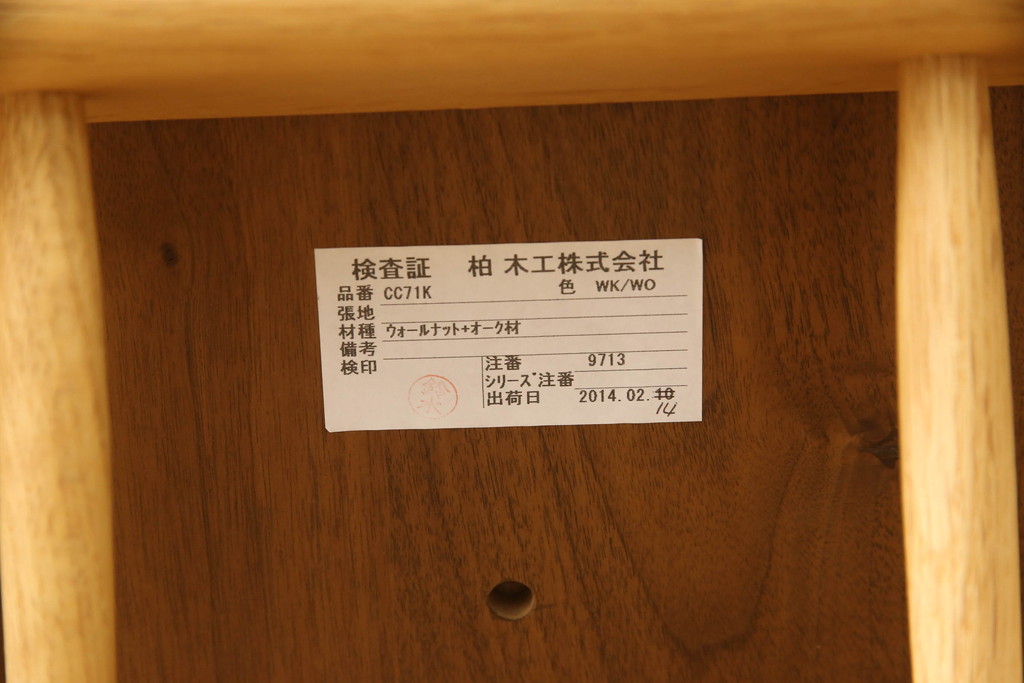 検査証 柏木工株式会社
品番 CC71K 色 WK/WO
張地
材種 ウォールナット+オーク材
備考
検印
注番 9713
シリーズ注番
出荷日 2014.02.10
14